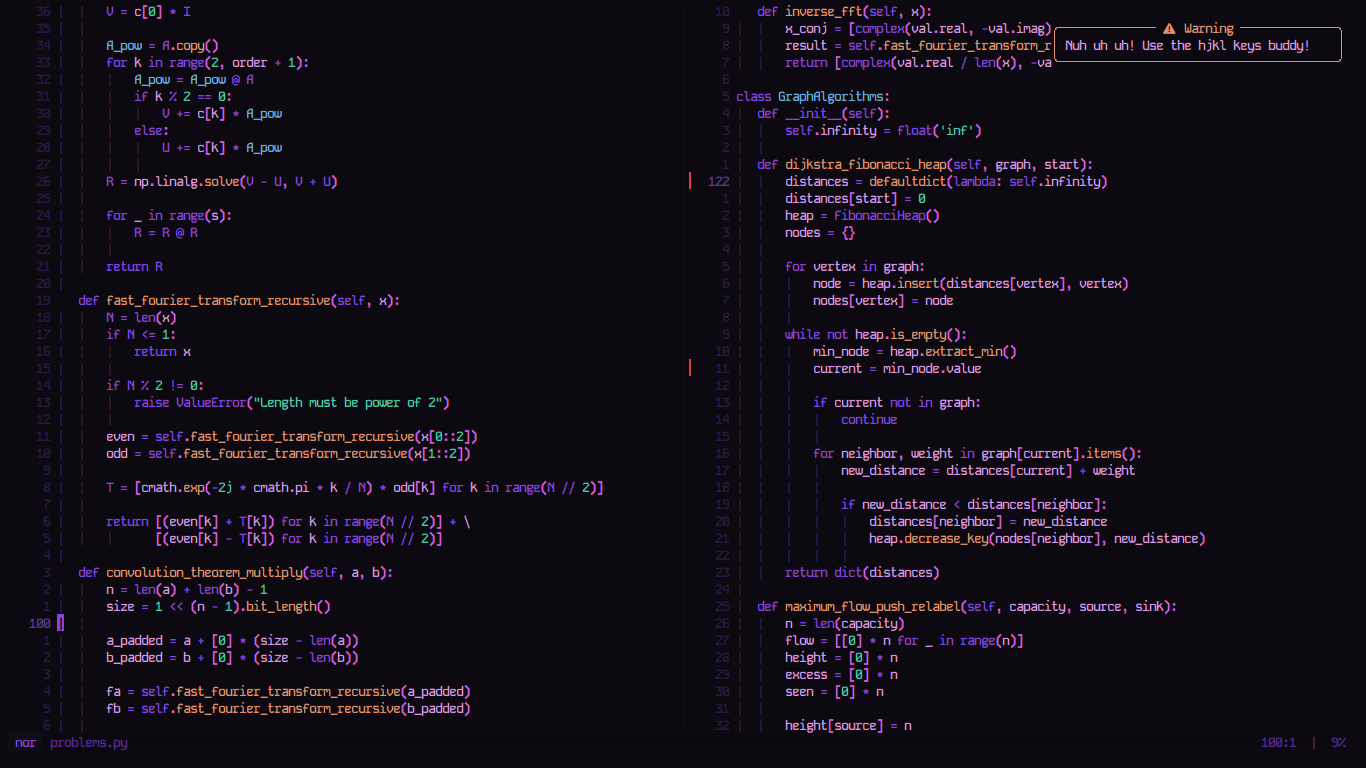 36 V = c[0] * I
35
34 A_pow = A.copy()
33 for k in range(2, order + 1):
32 A_pow = A_pow @ A
31 if k % 2 == 0:
30 V += c[k] * A_pow
29 else:
28 U += c[k] * A_pow
27
26 R = np.linalg.solve(V - U, V + U)
25
24 for _ in range(s):
23 R = R @ R
22
21 return R
20
19 def fast_fourier_transform_recursive(self, x):
18 N = len(x)
17 if N <= 1:
16 return x
15
14 if N % 2 != 0:
13 raise ValueError("Length must be power of 2")
12
11 even = self.fast_fourier_transform_recursive(x[0::2])
10 odd = self.fast_fourier_transform_recursive(x[1::2])
9
8 T = [cmath.exp(-2j * cmath.pi * k / N) * odd[k] for k in range(N // 2)]
7
6 return [(even[k] + T[k]) for k in range(N // 2)] + \
5 [(even[k] - T[k]) for k in range(N // 2)]
4
3 def convolution_theorem_multiply(self, a, b):
2 n = len(a) + len(b) - 1
1 size = 1 << (n - 1).bit_length()
100
1 a_padded = a + [0] * (size - len(a))
2 b_padded = b + [0] * (size - len(b))
3
4 fa = self.fast_fourier_transform_recursive(a_padded)
5 fb = self.fast_fourier_transform_recursive(b_padded)
6
10 def inverse_fft(self, x):
9 x_conj = [complex(val.real, -val.imag)
8 result = self.fast_fourier_transform_r
7 return [complex(val.real / len(x), -va
6
5 class GraphAlgorithms:
4 def __init__(self):
3 self.infinity = float('inf')
2
1 def dijkstra_fibonacci_heap(self, graph, start):
122 distances = defaultdict(lambda: self.infinity)
1 distances[start] = 0
2 heap = FibonacciHeap()
3 nodes = {}
4
5 for vertex in graph:
6 node = heap.insert(distances[vertex], vertex)
7 nodes[vertex] = node
8
9 while not heap.is_empty():
10 min_node = heap.extract_min()
11 current = min_node.value
12
13 if current not in graph:
14 continue
15
16 for neighbor, weight in graph[current].items():
17 new_distance = distances[current] + weight
18
19 if new_distance < distances[neighbor]:
20 distances[neighbor] = new_distance
21 heap.decrease_key(nodes[neighbor], new_distance)
22
23 return dict(distances)
24
25 def maximum_flow_push_relabel(self, capacity, source, sink):
26 n = len(capacity)
27 flow = [[0] * n for _ in range(n)]
28 height = [0] * n
29 excess = [0] * n
30 seen = [0] * n
31
32 height[source] = n
Warning
Nuh uh uh! Use the hjkl keys buddy!
nor problems.py
100:1 | 9%